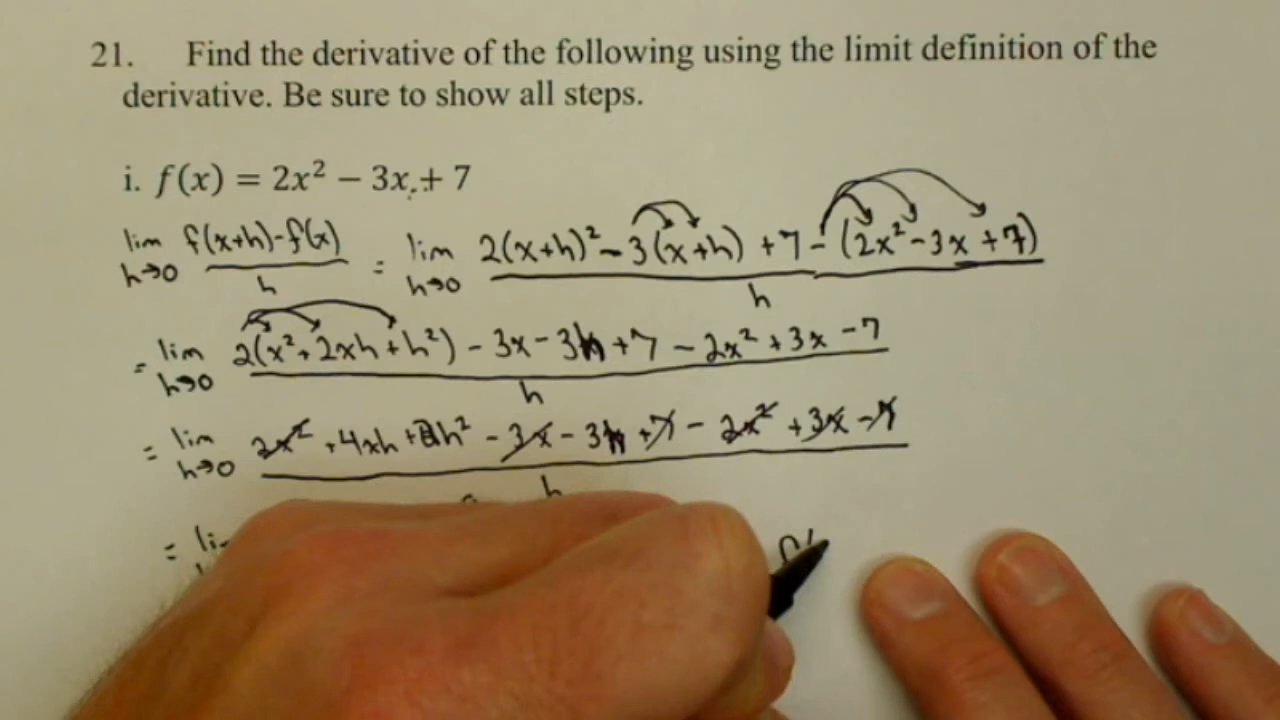 21. Find the derivative of the following using the limit definition of the
derivative. Be sure to show all steps.
i. f(x) = 2x² − 3x + 7
lim h→0 f(x+h)-f(x) / h = lim h→0 2(x+h)² - 3(x+h) + 7 - (2x² - 3x + 7) / h
= lim h→0 2(x² + 2xh + h²) - 3x - 3h + 7 - 2x² + 3x - 7 / h
= lim h→0 2x² + 4xh + 2h² - 3x - 3h + 7 - 2x² + 3x - 7 / h
=